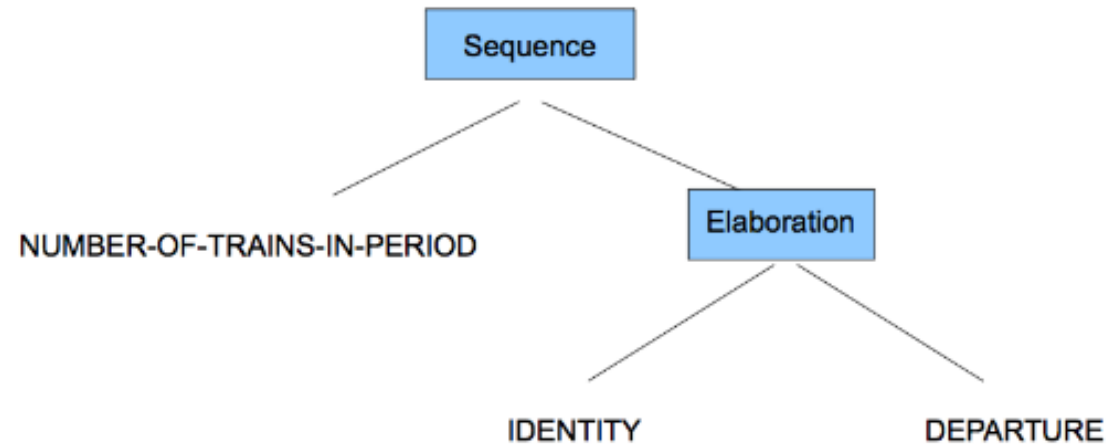 Sequence
NUMBER-OF-TRAINS-IN-PERIOD
Elaboration
IDENTITY
DEPARTURE